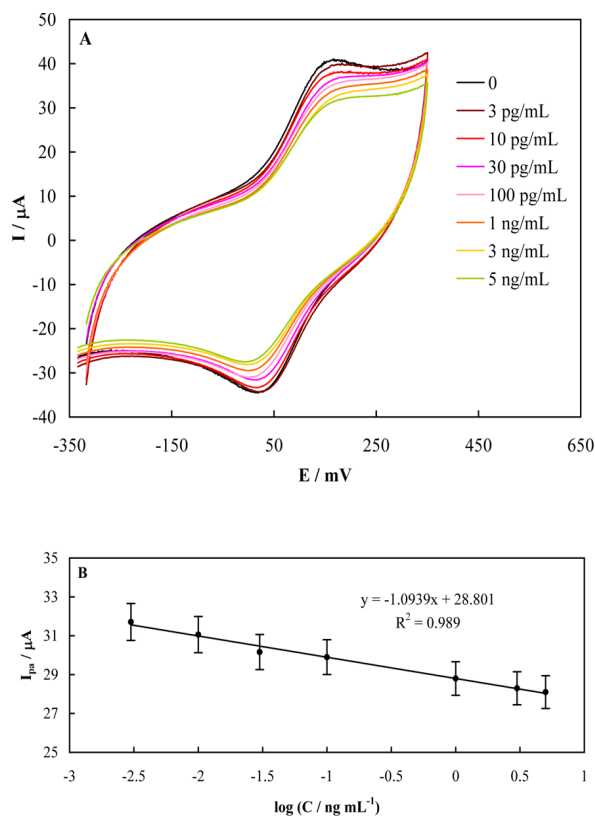 A
50
40
30
20
10
0
-10
-20
-30
-40
I / µA
-350
-150
50
250
450
650
E / mV
0
3 pg/mL
10 pg/mL
30 pg/mL
100 pg/mL
1 ng/mL
3 ng/mL
5 ng/mL
B
35
33
31
29
27
25
Ipa / µA
y = -1.0939x + 28.801
R² = 0.989
-3
-2.5
-2
-1.5
-1
-0.5
0
0.5
1
log (C / ng mL⁻¹)